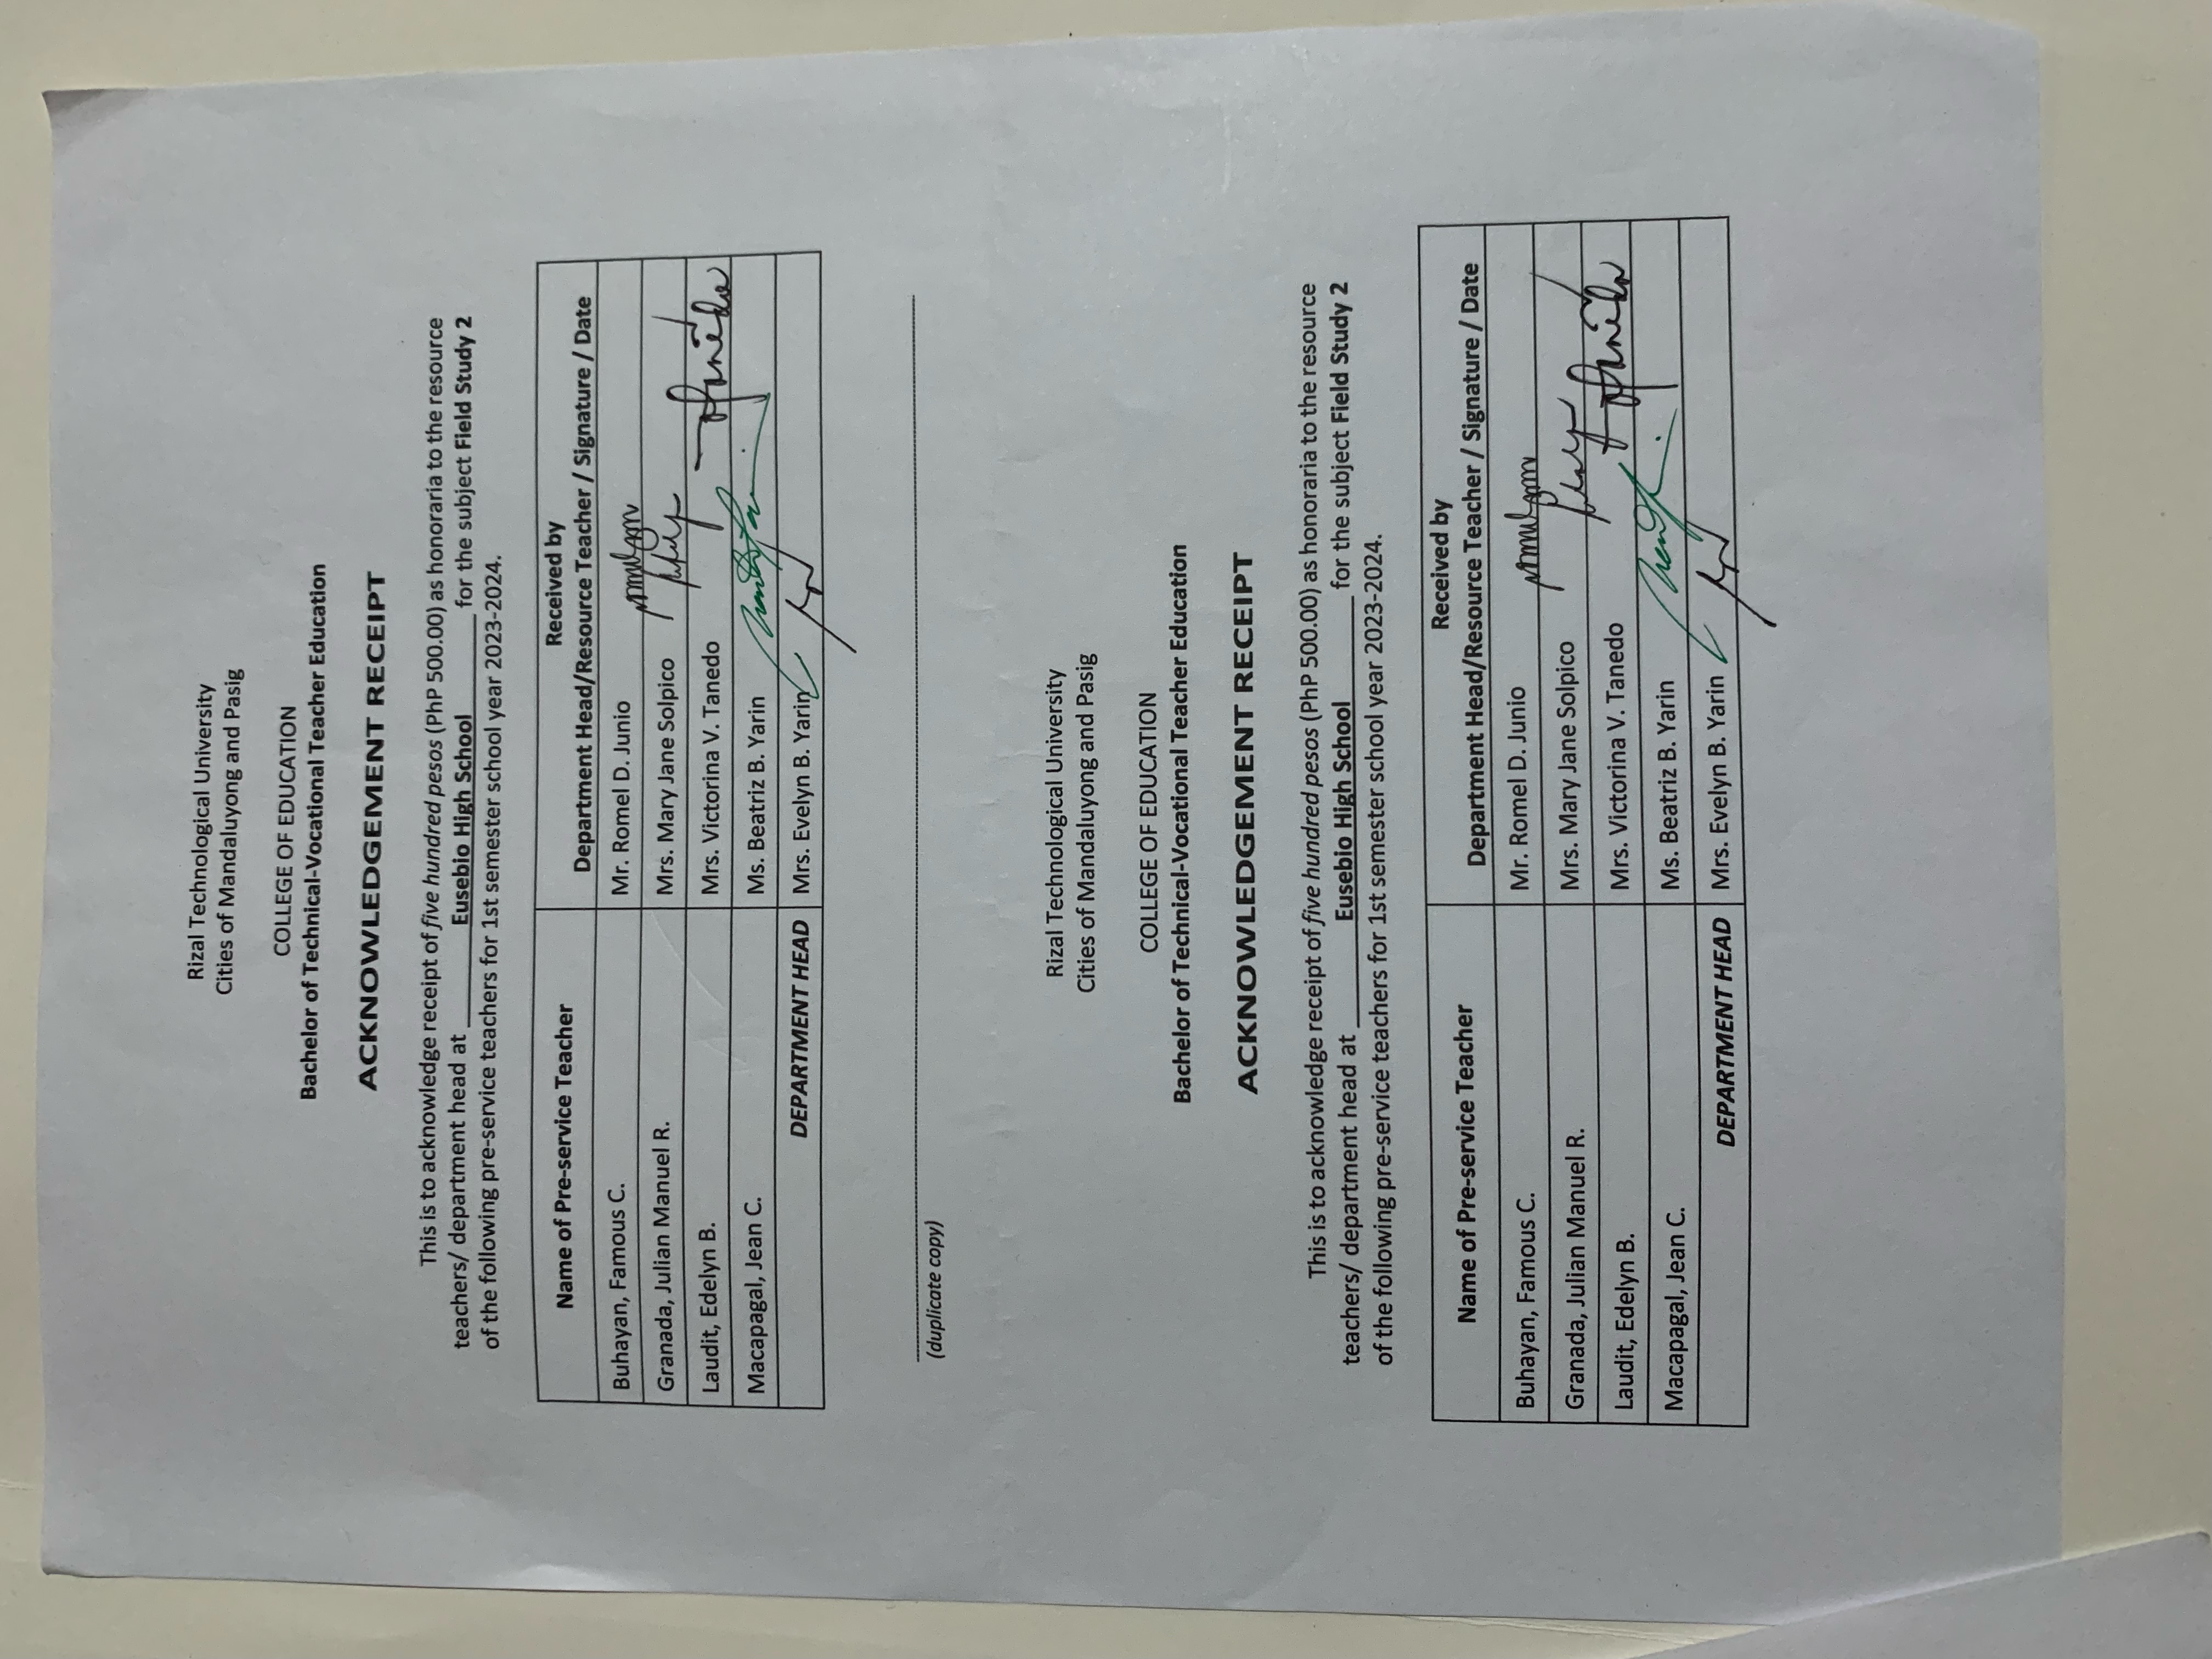 Rizal Technological University
Cities of Mandaluyong and Pasig
COLLEGE OF EDUCATION
Bachelor of Technical-Vocational Teacher Education
ACKNOWLEDGEMENT RECEIPT
This is to acknowledge receipt of five hundred pesos (PhP 500.00) as honoraria to the resource
teachers/ department head at Eusebio High School for the subject Field Study 2
of the following pre-service teachers for 1st semester school year 2023-2024.
Name of Pre-service Teacher
Received by
Department Head/Resource Teacher / Signature / Date
Buhayan, Famous C. Mr. Romel D. Junio
Granada, Julian Manuel R. Mrs. Mary Jane Solpico
Laudit, Edelyn B. Mrs. Victorina V. Tanedo
Macapagal, Jean C. Ms. Beatriz B. Yarin
DEPARTMENT HEAD Mrs. Evelyn B. Yarin
(duplicate copy)
Rizal Technological University
Cities of Mandaluyong and Pasig
COLLEGE OF EDUCATION
Bachelor of Technical-Vocational Teacher Education
ACKNOWLEDGEMENT RECEIPT
This is to acknowledge receipt of five hundred pesos (PhP 500.00) as honoraria to the resource
teachers/ department head at Eusebio High School for the subject Field Study 2
of the following pre-service teachers for 1st semester school year 2023-2024.
Name of Pre-service Teacher
Received by
Department Head/Resource Teacher / Signature / Date
Buhayan, Famous C. Mr. Romel D. Junio
Granada, Julian Manuel R. Mrs. Mary Jane Solpico
Laudit, Edelyn B. Mrs. Victorina V. Tanedo
Macapagal, Jean C. Ms. Beatriz B. Yarin
DEPARTMENT HEAD Mrs. Evelyn B. Yarin